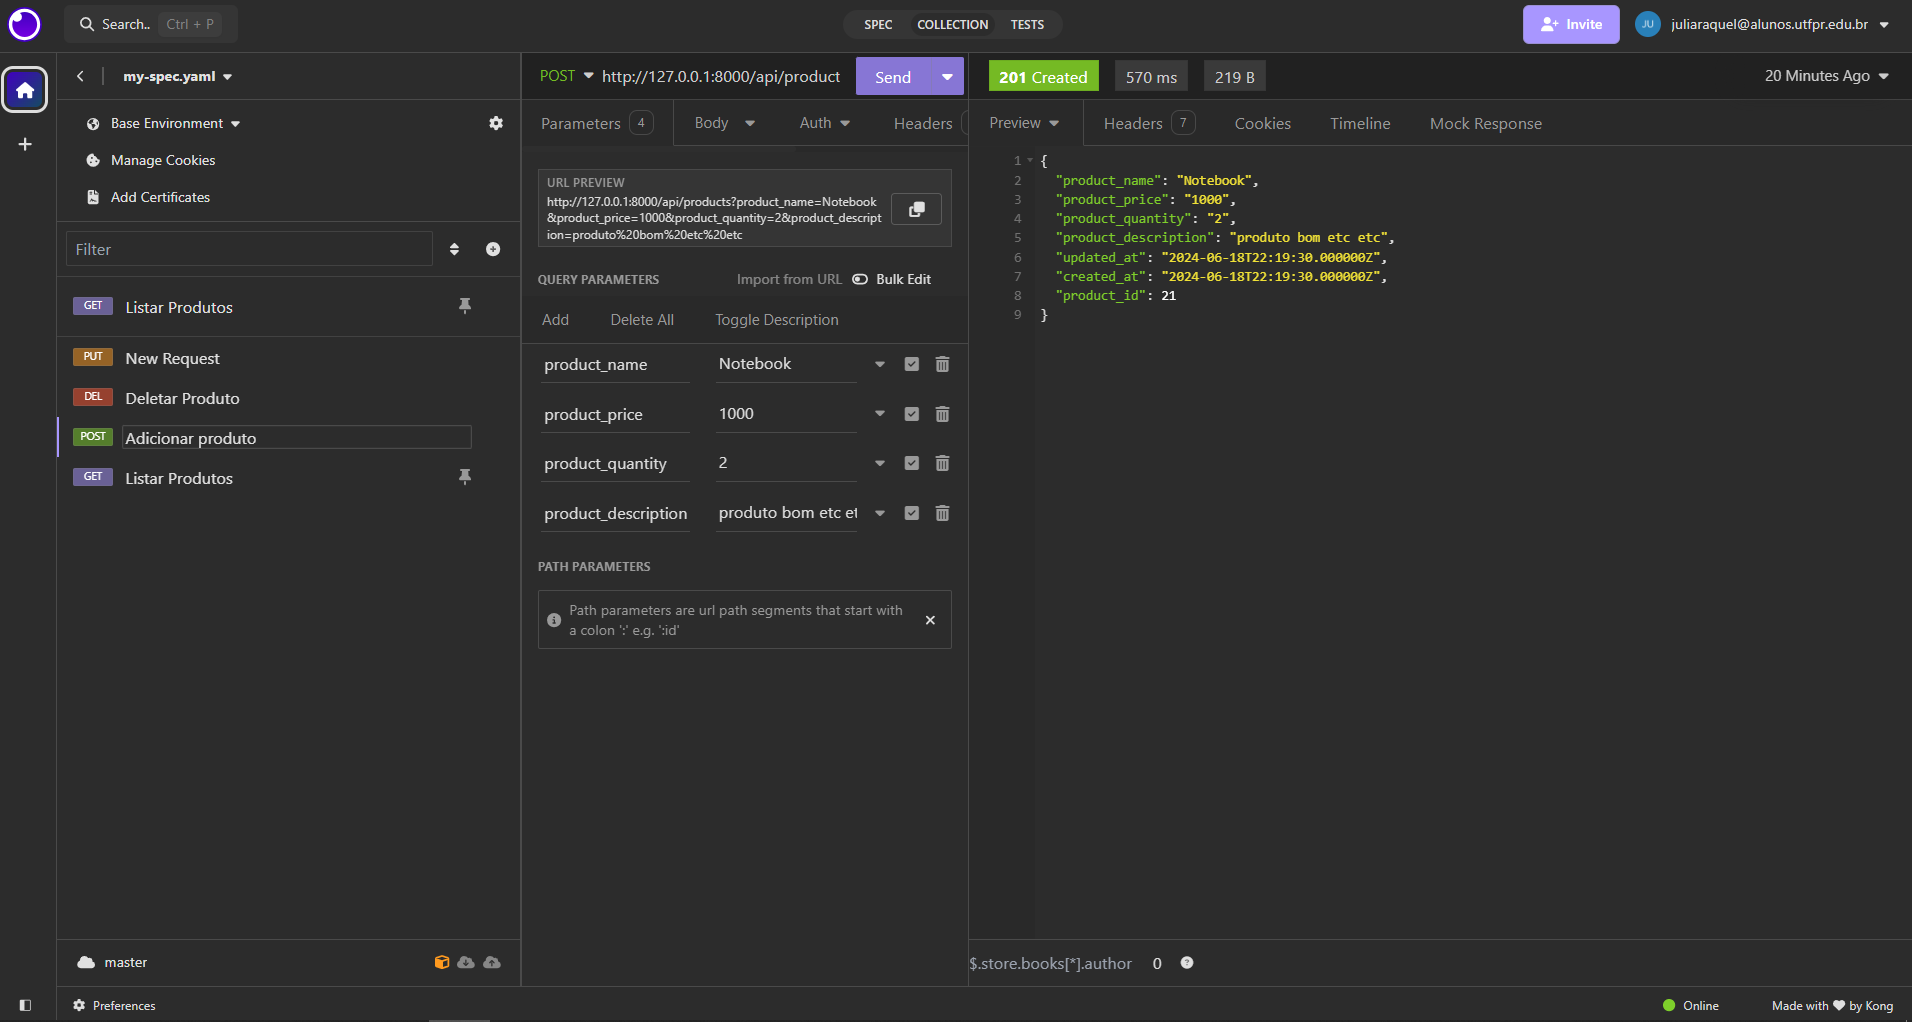 Search.. Ctrl + P
SPEC COLLECTION TESTS
Invite
JU juliaraquel@alunos.utfpr.edu.br
my-spec.yaml
Base Environment
Manage Cookies
Add Certificates
Filter
GET Listar Produtos
PUT New Request
DEL Deletar Produto
POST Adicionar produto
GET Listar Produtos
master
Preferences
POST http://127.0.0.1:8000/api/product Send
Parameters 4 Body Auth Headers
URL PREVIEW
http://127.0.0.1:8000/api/products?product_name=Notebook
&product_price=1000&product_quantity=2&product_descript
ion=produto%20bom%20etc%20etc
QUERY PARAMETERS Import from URL Bulk Edit
Add Delete All Toggle Description
product_name Notebook
product_price 1000
product_quantity 2
product_description produto bom etc et
PATH PARAMETERS
Path parameters are url path segments that start with
a colon ':' e.g. ':id'
201 Created 570 ms 219 B 20 Minutes Ago
Preview Headers 7 Cookies Timeline Mock Response
1 {
2 "product_name": "Notebook",
3 "product_price": "1000",
4 "product_quantity": "2",
5 "product_description": "produto bom etc etc",
6 "updated_at": "2024-06-18T22:19:30.000000Z",
7 "created_at": "2024-06-18T22:19:30.000000Z",
8 "product_id": 21
9 }
$.store.books[*].author 0
Online Made with ❤ by Kong